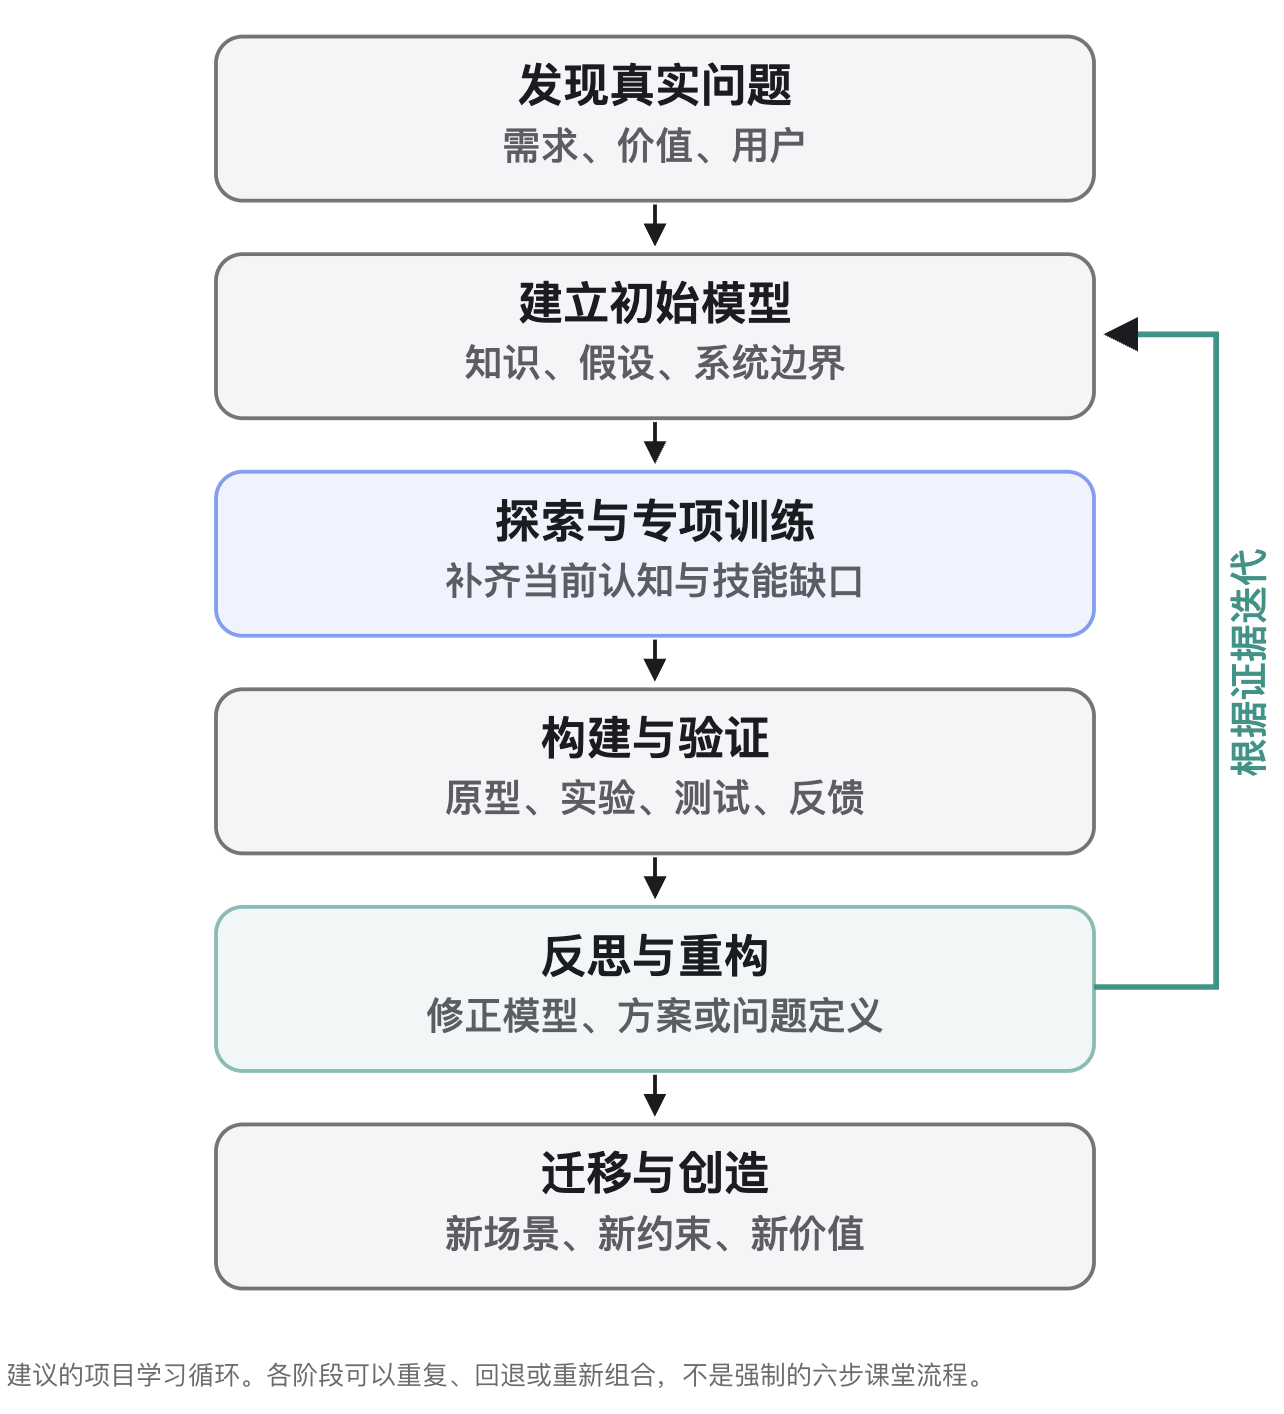 发现真实问题
需求、价值、用户
建立初始模型
知识、假设、系统边界
探索与专项训练
补齐当前认知与技能缺口
构建与验证
原型、实验、测试、反馈
反思与重构
修正模型、方案或问题定义
迁移与创造
新场景、新约束、新价值
根据证据迭代
建议的项目学习循环。各阶段可以重复、回退或重新组合，不是强制的六步课堂流程。